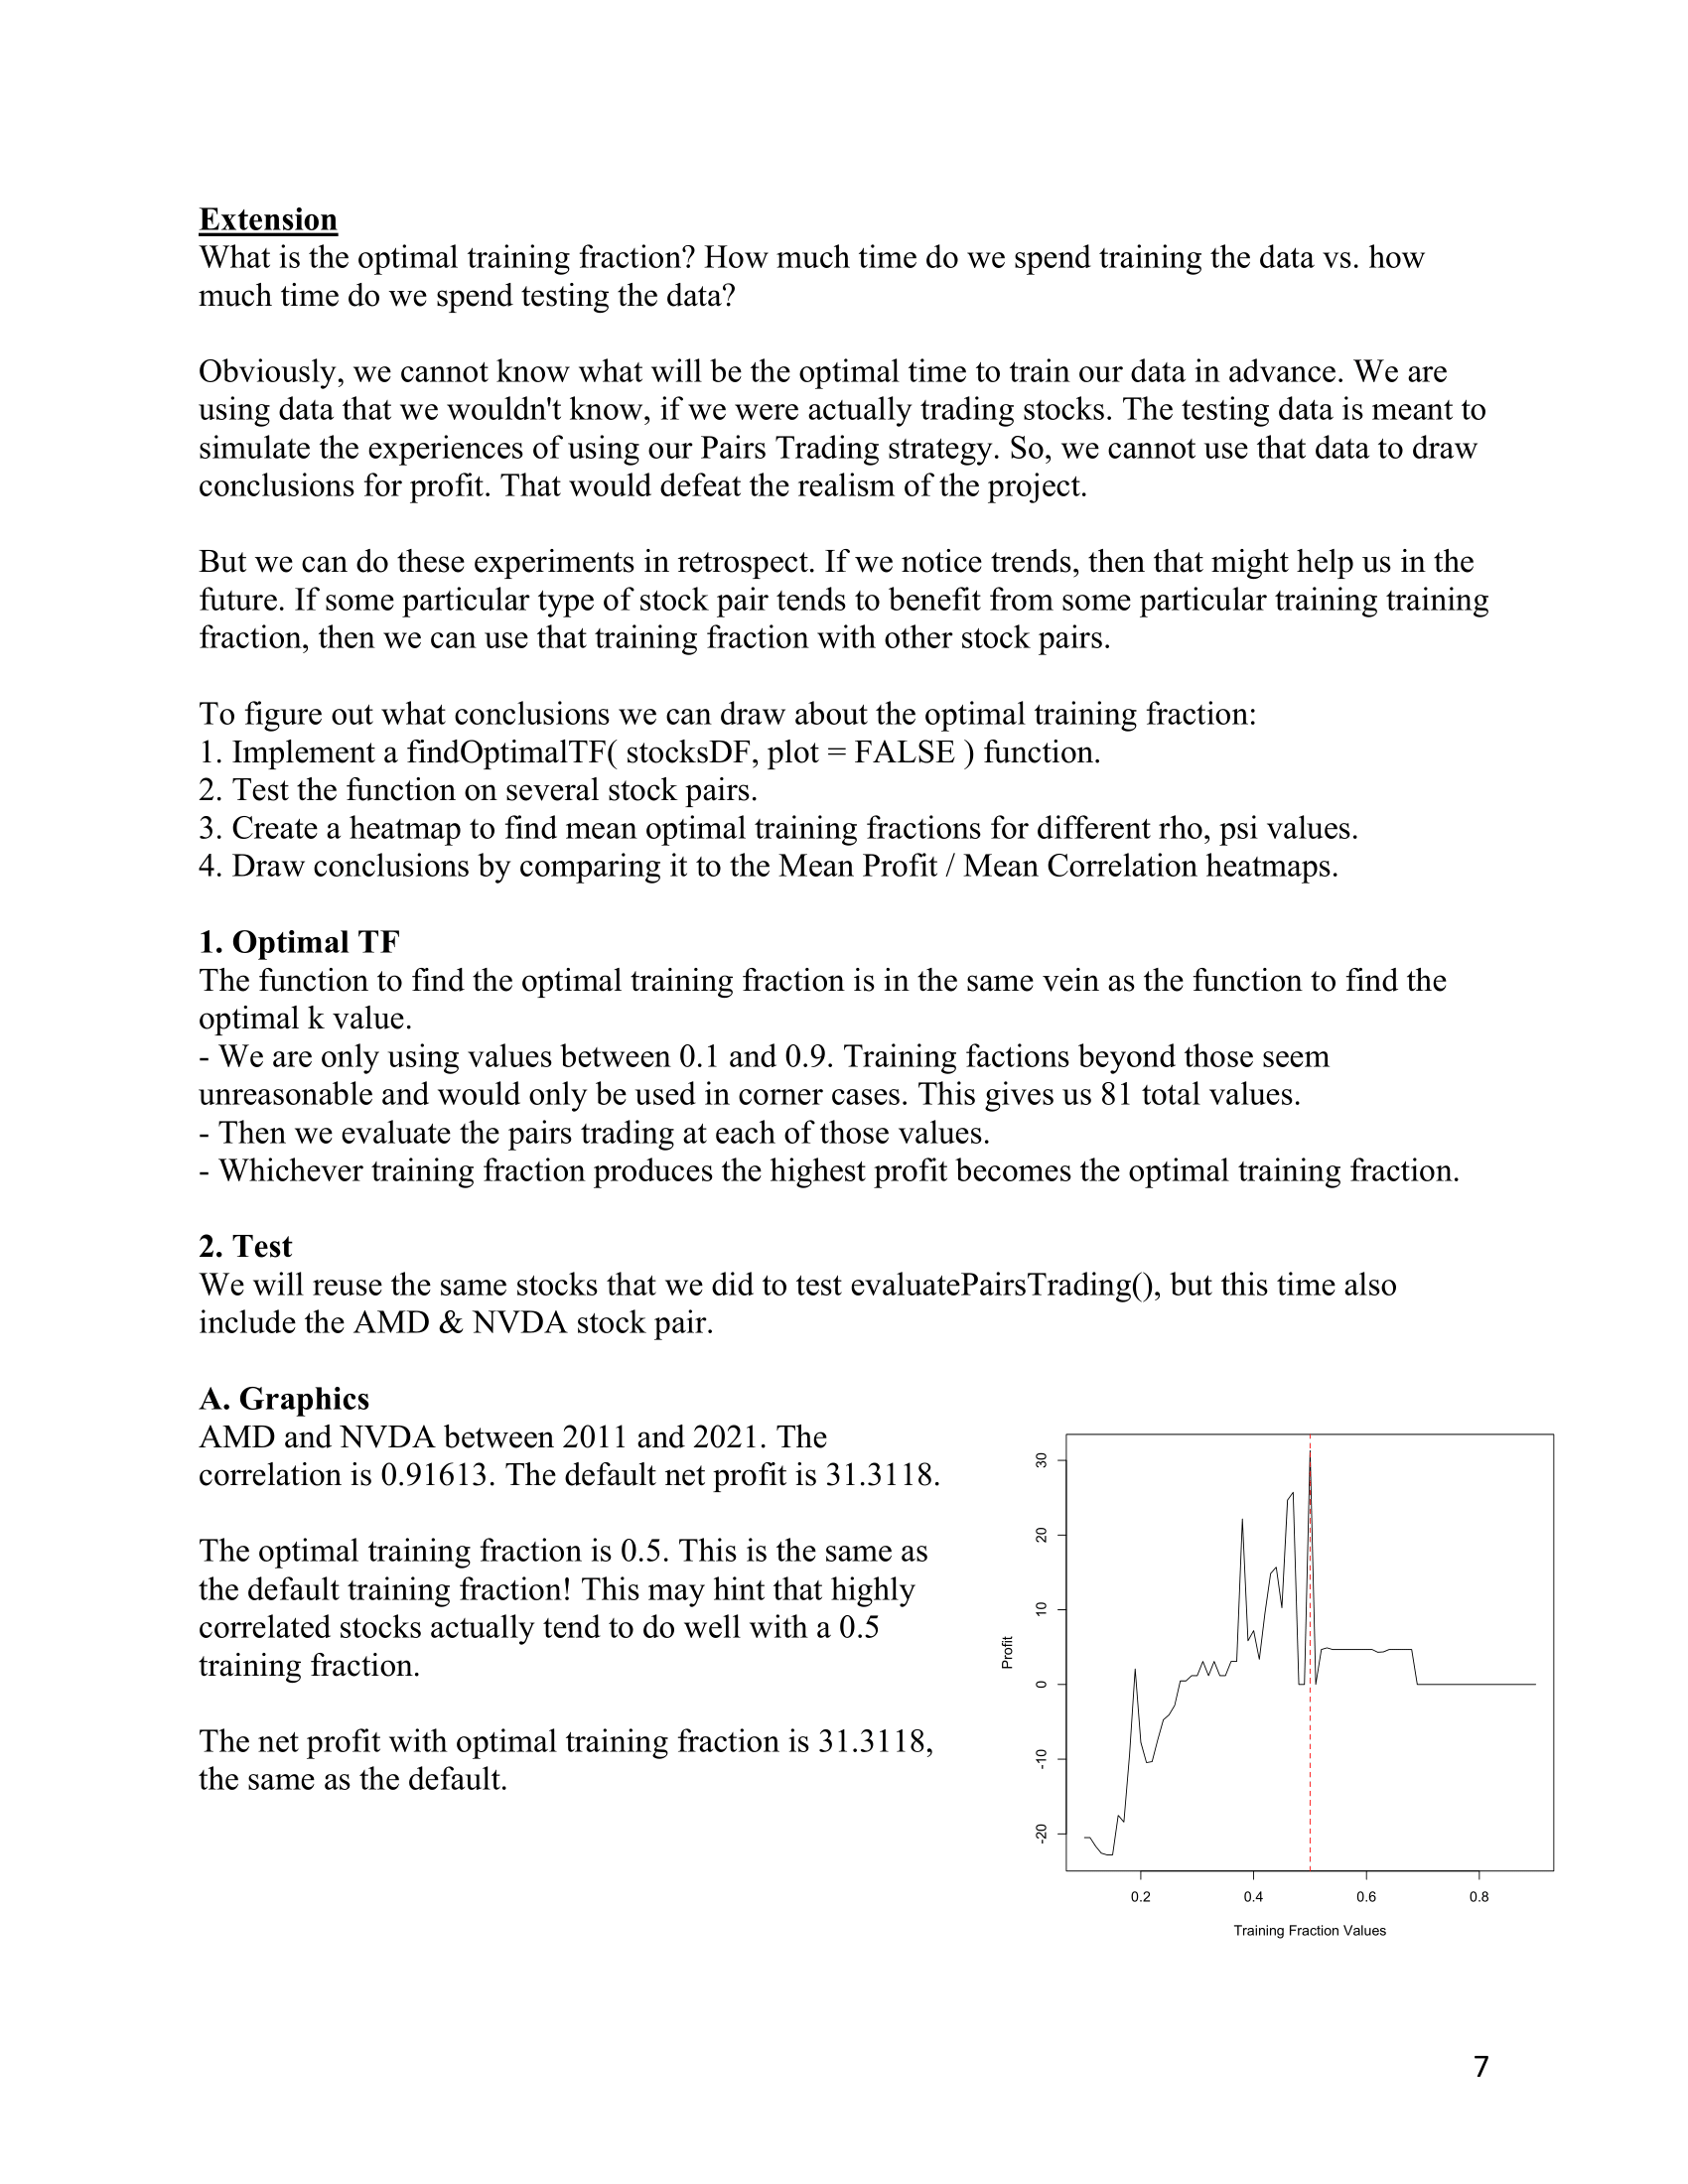 Extension
What is the optimal training fraction? How much time do we spend training the data vs. how
much time do we spend testing the data?
Obviously, we cannot know what will be the optimal time to train our data in advance. We are
using data that we wouldn't know, if we were actually trading stocks. The testing data is meant to
simulate the experiences of using our Pairs Trading strategy. So, we cannot use that data to draw
conclusions for profit. That would defeat the realism of the project.
But we can do these experiments in retrospect. If we notice trends, then that might help us in the
future. If some particular type of stock pair tends to benefit from some particular training training
fraction, then we can use that training fraction with other stock pairs.
To figure out what conclusions we can draw about the optimal training fraction:
1. Implement a findOptimalTF( stocksDF, plot = FALSE ) function.
2. Test the function on several stock pairs.
3. Create a heatmap to find mean optimal training fractions for different rho, psi values.
4. Draw conclusions by comparing it to the Mean Profit / Mean Correlation heatmaps.
1. Optimal TF
The function to find the optimal training fraction is in the same vein as the function to find the
optimal k value.
- We are only using values between 0.1 and 0.9. Training factions beyond those seem
unreasonable and would only be used in corner cases. This gives us 81 total values.
- Then we evaluate the pairs trading at each of those values.
- Whichever training fraction produces the highest profit becomes the optimal training fraction.
2. Test
We will reuse the same stocks that we did to test evaluatePairsTrading(), but this time also
include the AMD & NVDA stock pair.
A. Graphics
AMD and NVDA between 2011 and 2021. The
correlation is 0.91613. The default net profit is 31.3118.
The optimal training fraction is 0.5. This is the same as
the default training fraction! This may hint that highly
correlated stocks actually tend to do well with a 0.5
training fraction.
The net profit with optimal training fraction is 31.3118,
the same as the default.
Profit
30
20
10
0
-10
-20
0.2 0.4 0.6 0.8
Training Fraction Values
7